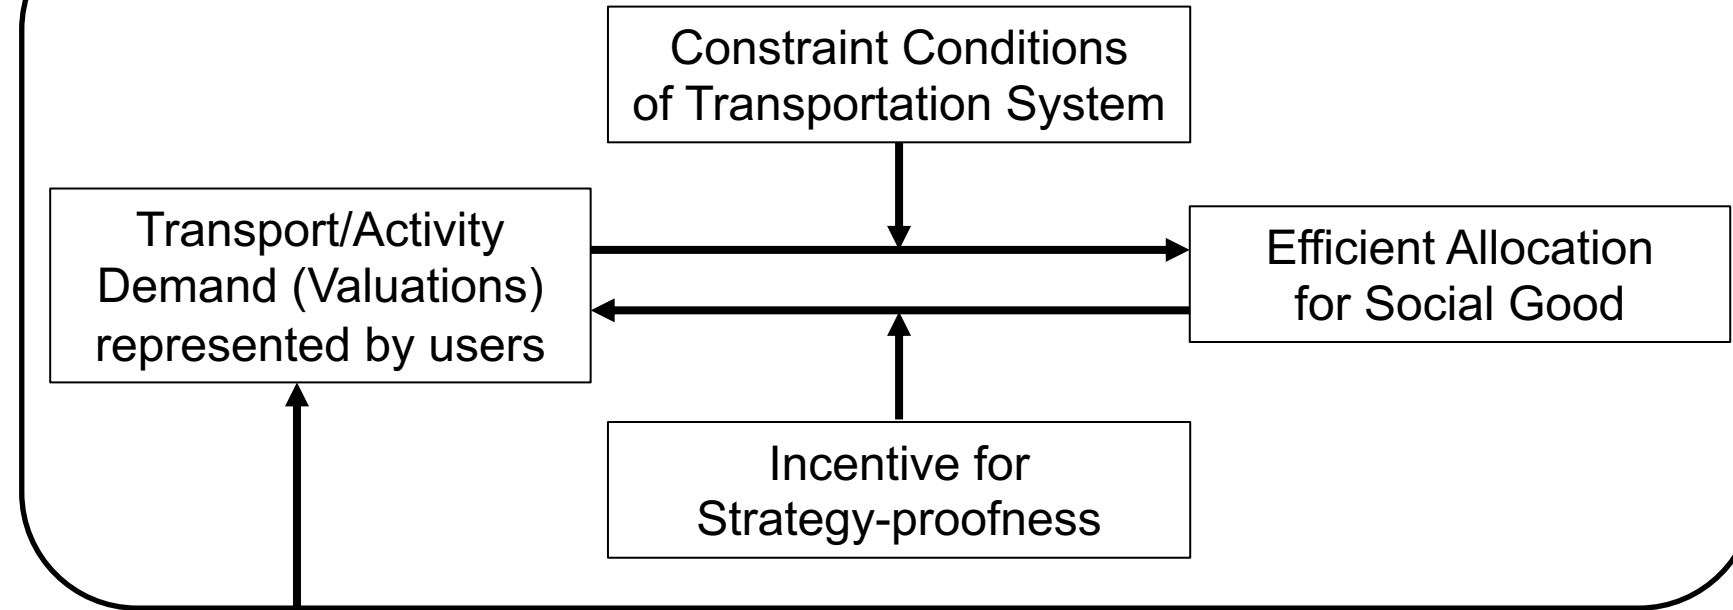 Constraint Conditions
of Transportation System
Transport/Activity
Demand (Valuations)
represented by users
Efficient Allocation
for Social Good
Incentive for
Strategy-proofness